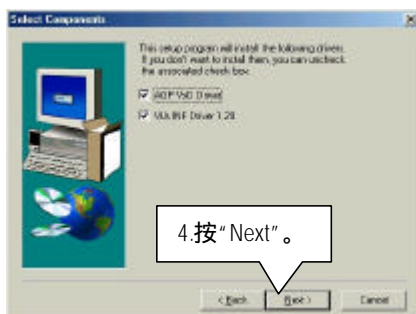 Select Components
This setup program will install the following drivers.
If you don't want to install them, you can uncheck
the associated check box.
AGP VxD Driver
VIA INF Driver 1.20
4.按“Next”。
< Back
Next >
Cancel